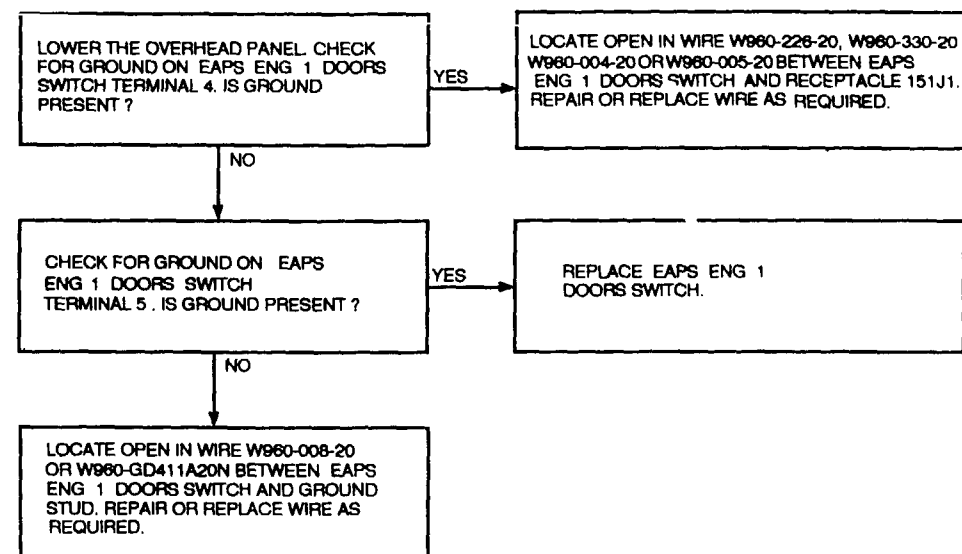 LOWER THE OVERHEAD PANEL. CHECK
FOR GROUND ON EAPS ENG 1 DOORS
SWITCH TERMINAL 4. IS GROUND
PRESENT ?
YES
LOCATE OPEN IN WIRE W960-226-20, W960-330-20
W960-004-20 OR W960-005-20 BETWEEN EAPS
ENG 1 DOORS SWITCH AND RECEPTACLE 151J1.
REPAIR OR REPLACE WIRE AS REQUIRED.
NO
CHECK FOR GROUND ON EAPS
ENG 1 DOORS SWITCH
TERMINAL 5 . IS GROUND PRESENT ?
YES
REPLACE EAPS ENG 1
DOORS SWITCH.
NO
LOCATE OPEN IN WIRE W960-008-20
OR W960-GD411A20N BETWEEN EAPS
ENG 1 DOORS SWITCH AND GROUND
STUD. REPAIR OR REPLACE WIRE AS
REQUIRED.